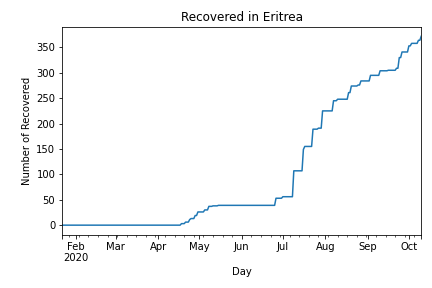 Recovered in Eritrea
Number of Recovered
350
300
250
200
150
100
50
0
Feb Mar Apr May Jun Jul Aug Sep Oct
2020
Day